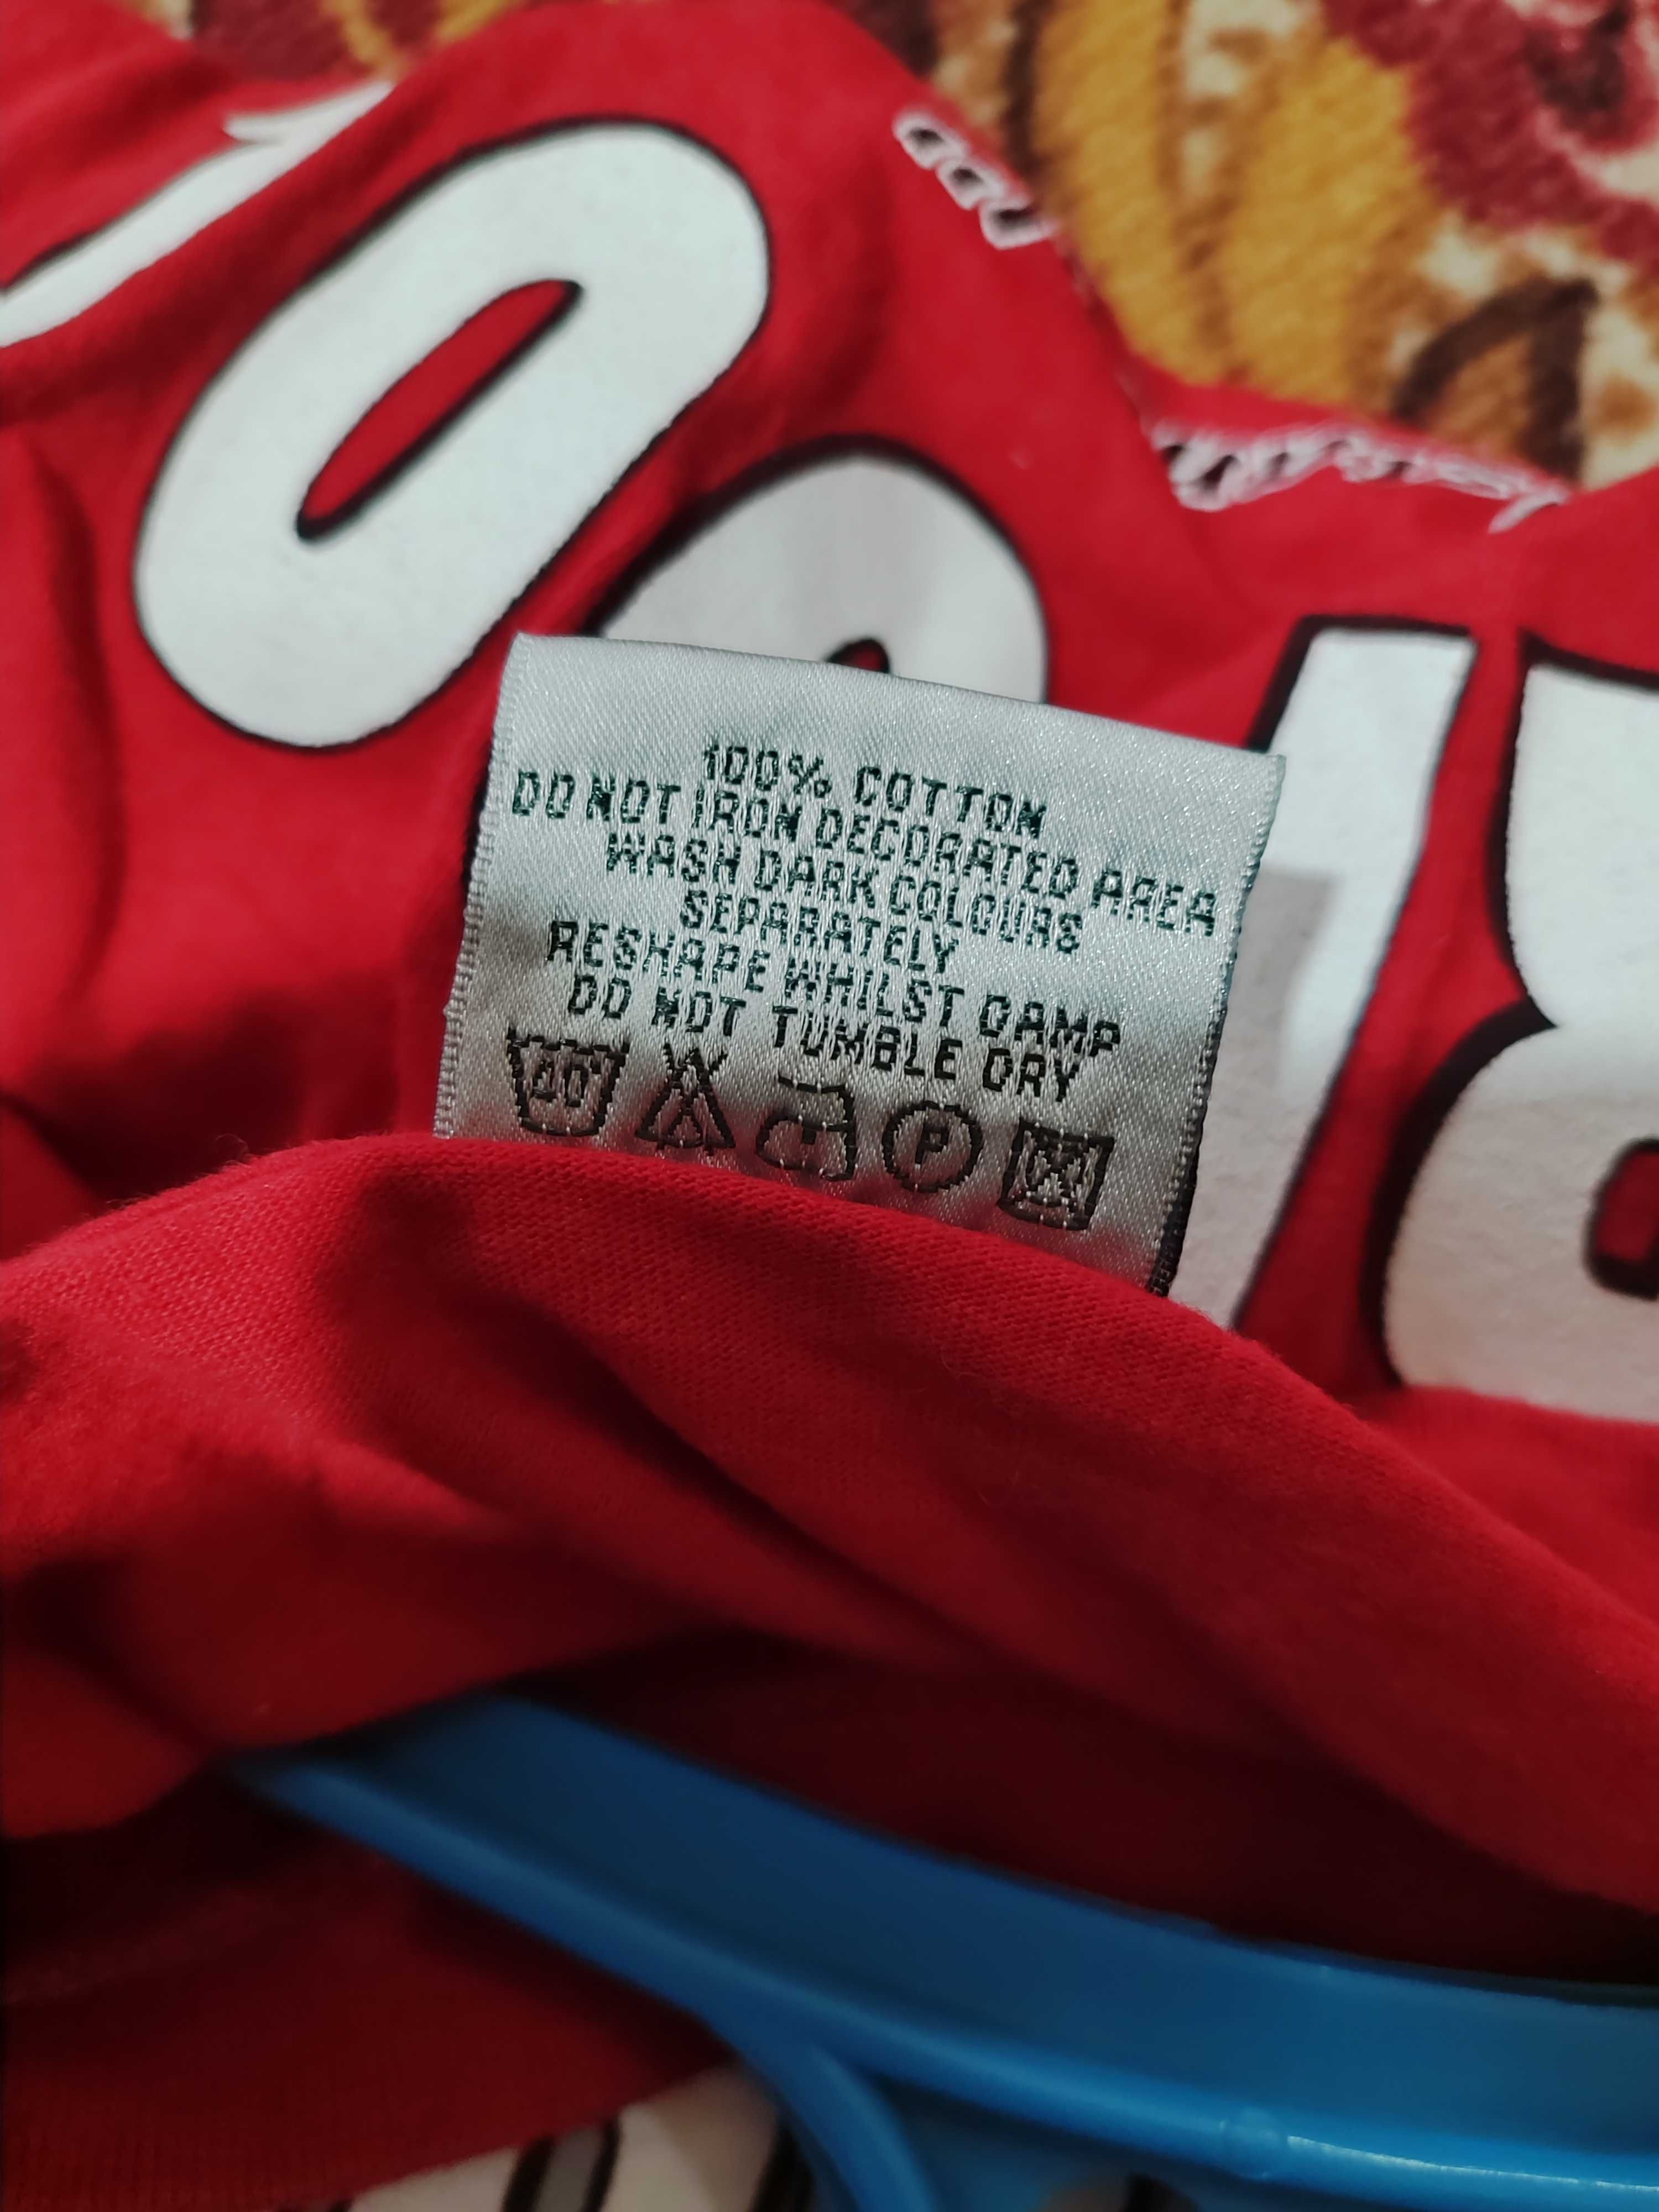 100% COTTON
DO NOT IRON DECORATED AREA
WASH DARK COLOURS
SEPARATELY
RESHAPE WHILST DAMP
DO NOT TUMBLE DRY
40° P